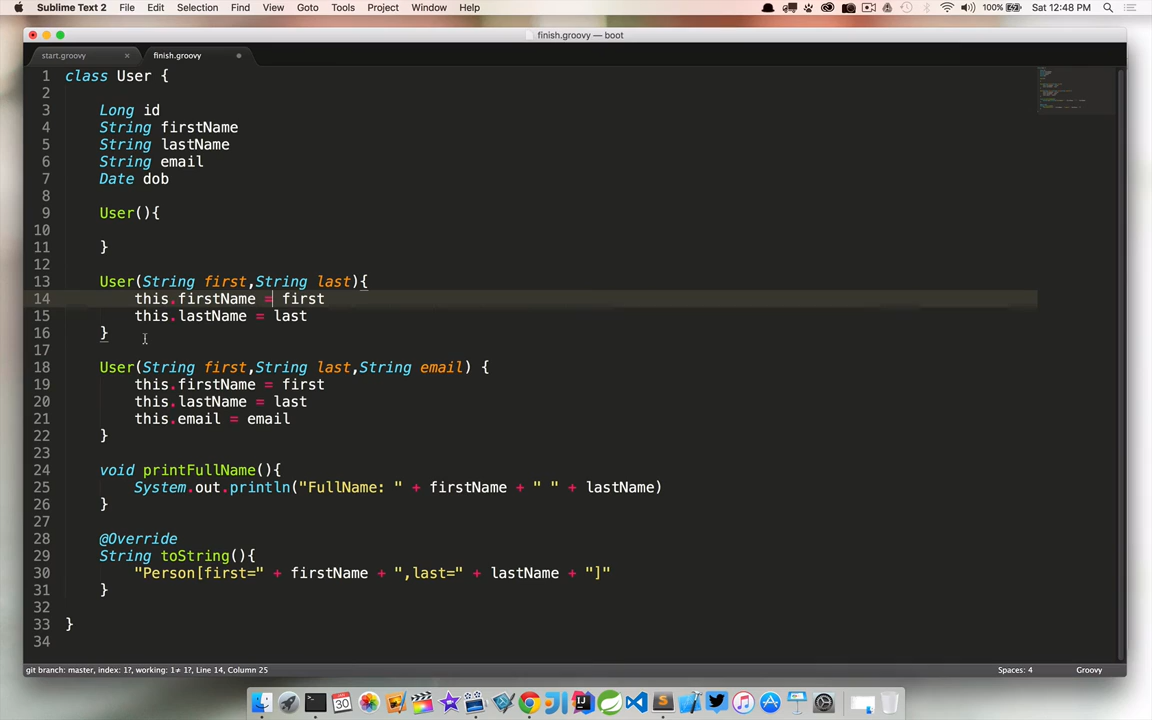 Sublime Text 2 File Edit Selection Find View Goto Tools Project Window Help 100% Sat 12:48 PM
finish.groovy — boot
start.groovy × finish.groovy
1 class User {
2
3 Long id
4 String firstName
5 String lastName
6 String email
7 Date dob
8
9 User(){
10
11 }
12
13 User(String first,String last){
14 this.firstName = first
15 this.lastName = last
16 }
17
18 User(String first,String last,String email) {
19 this.firstName = first
20 this.lastName = last
21 this.email = email
22 }
23
24 void printFullName(){
25 System.out.println("FullName: " + firstName + " " + lastName)
26 }
27
28 @Override
29 String toString(){
30 "Person[first=" + firstName + ",last=" + lastName + "]"
31 }
32
33 }
34
git branch: master, index: 1?, working: 1≠ 1?, Line 14, Column 25 Spaces: 4 Groovy
30